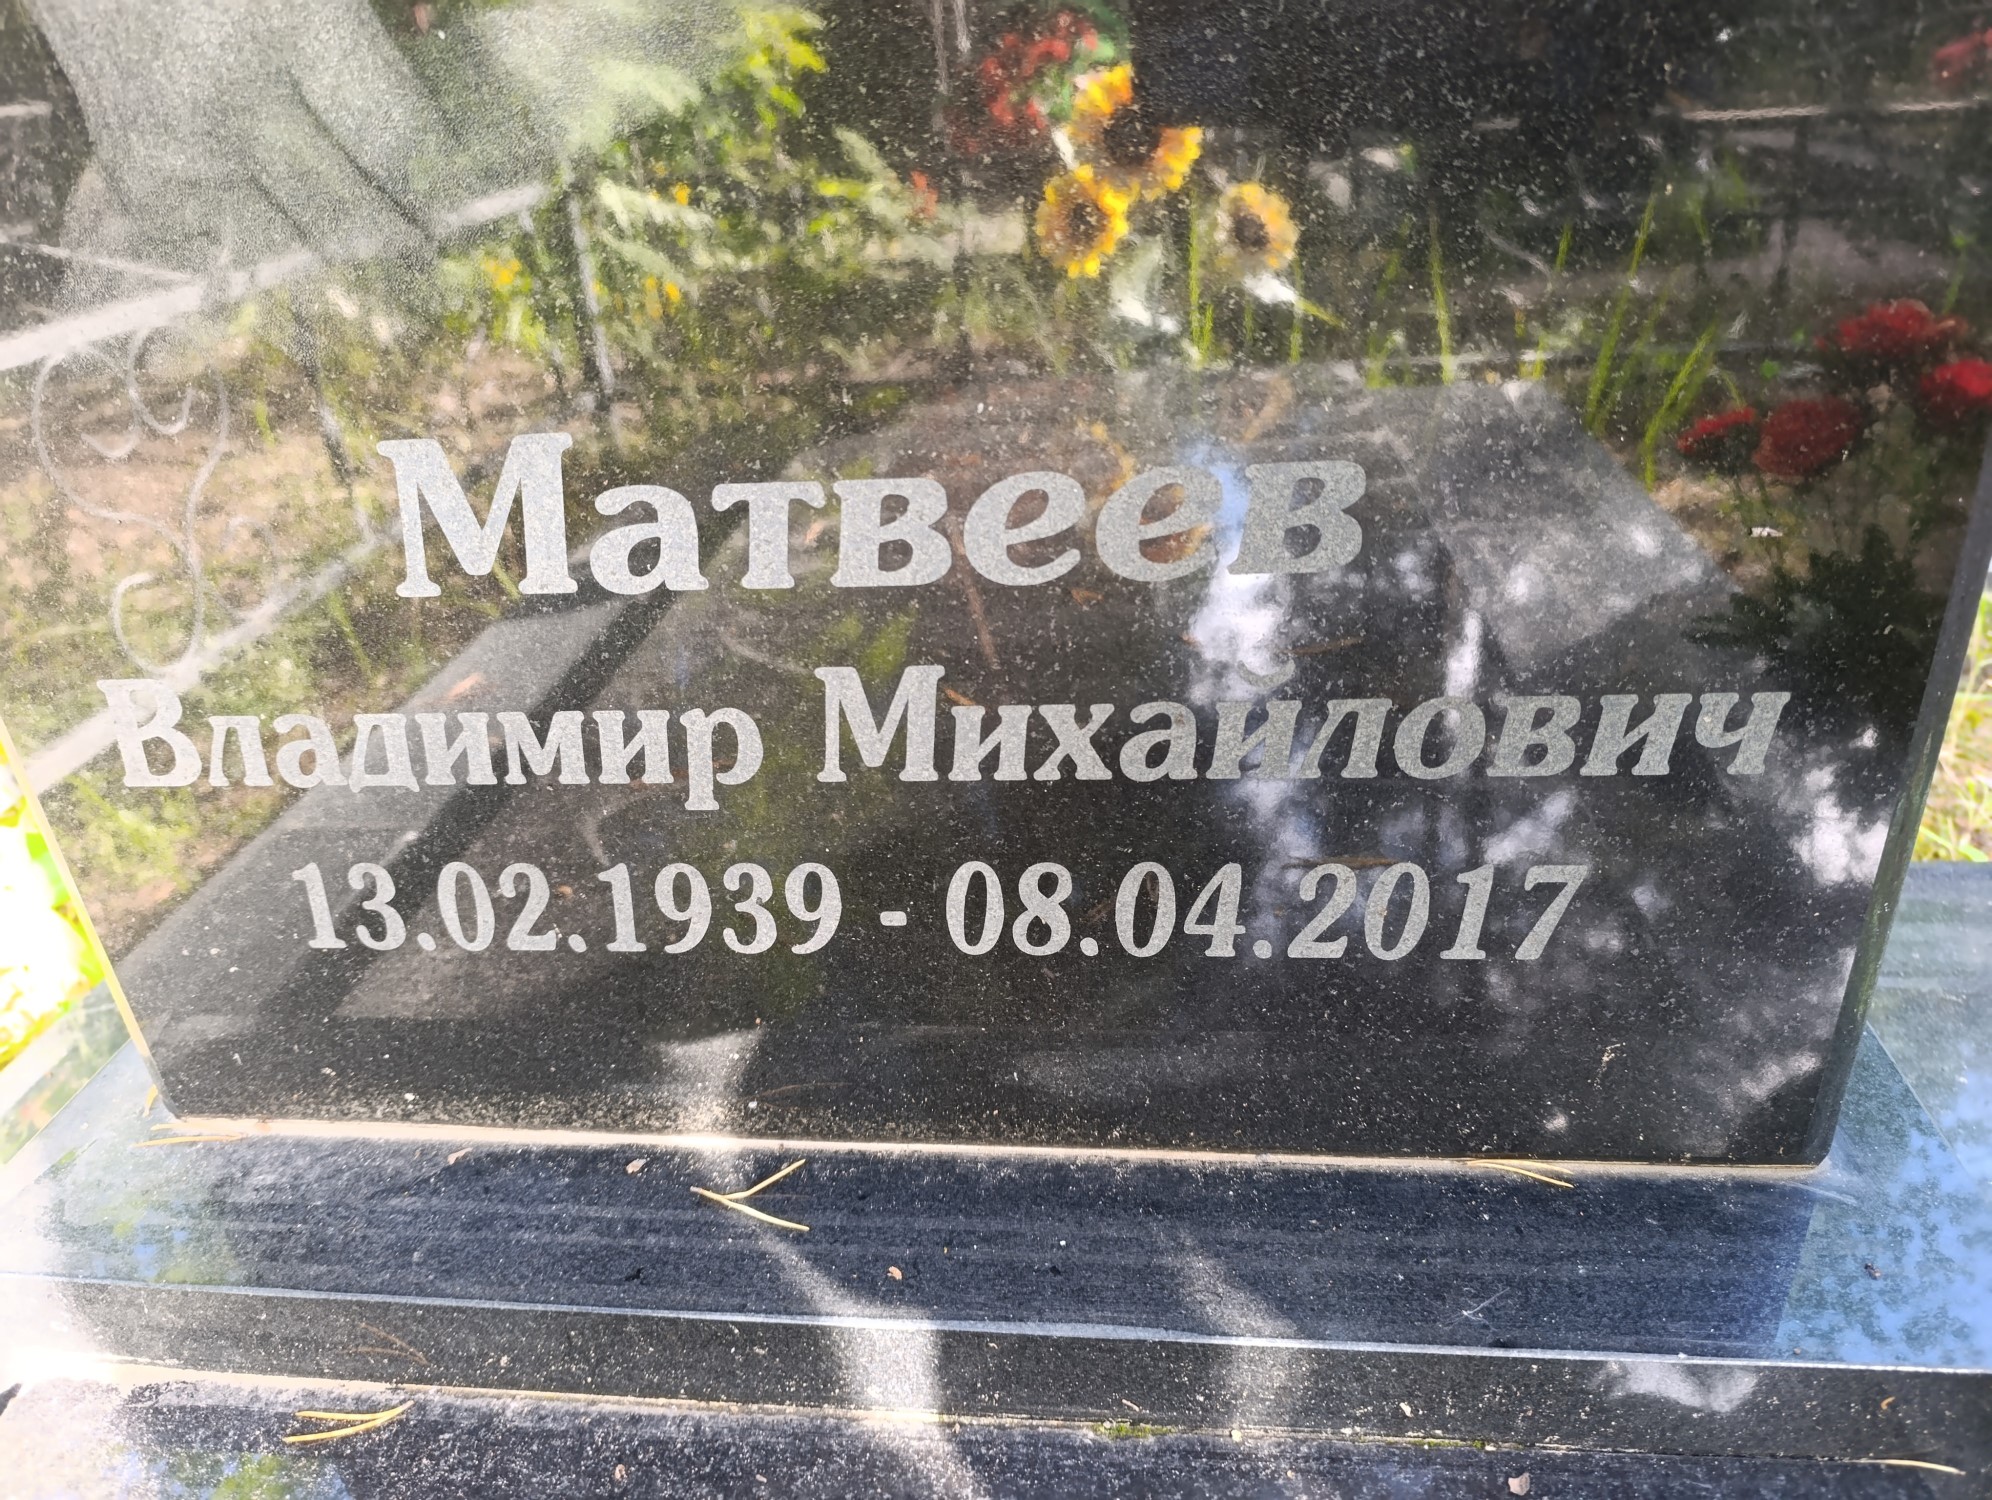 Матвеев
Владимир Михайлович
13.02.1939 - 08.04.2017